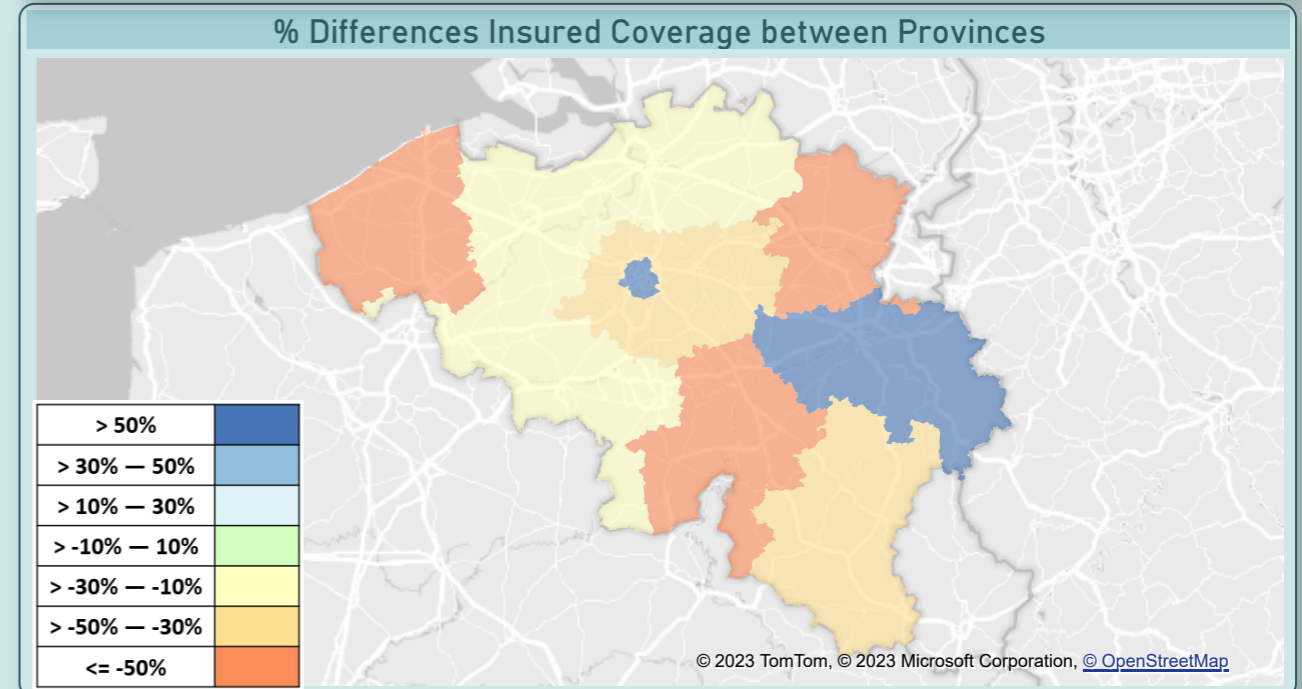 % Differences Insured Coverage between Provinces
> 50%
> 30% — 50%
> 10% — 30%
> -10% — 10%
> -30% — -10%
> -50% — -30%
<= -50%
© 2023 TomTom, © 2023 Microsoft Corporation, © OpenStreetMap